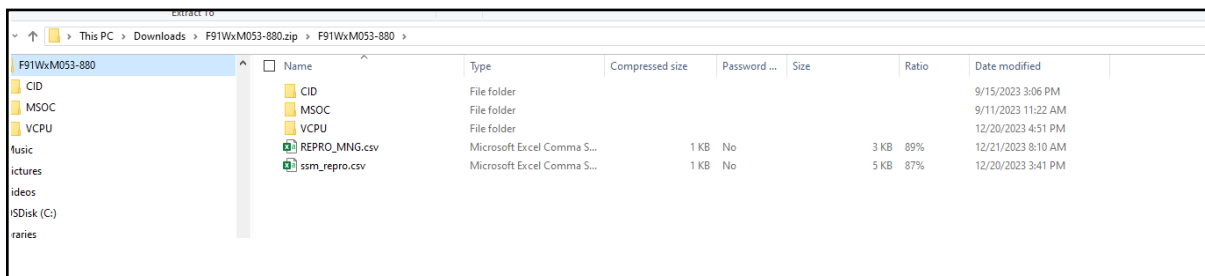 Extract To
This PC > Downloads > F91WxM053-880.zip > F91WxM053-880 >
F91WxM053-880
CID
MSOC
VCPU
Music
ictures
ideos
OSDisk (C:)
raries
Name Type Compressed size Password ... Size Ratio Date modified
CID File folder 9/15/2023 3:06 PM
MSOC File folder 9/11/2023 11:22 AM
VCPU File folder 12/20/2023 4:51 PM
REPRO_MNG.csv Microsoft Excel Comma S... 1 KB No 3 KB 89% 12/21/2023 8:10 AM
ssm_repro.csv Microsoft Excel Comma S... 1 KB No 5 KB 87% 12/20/2023 3:41 PM